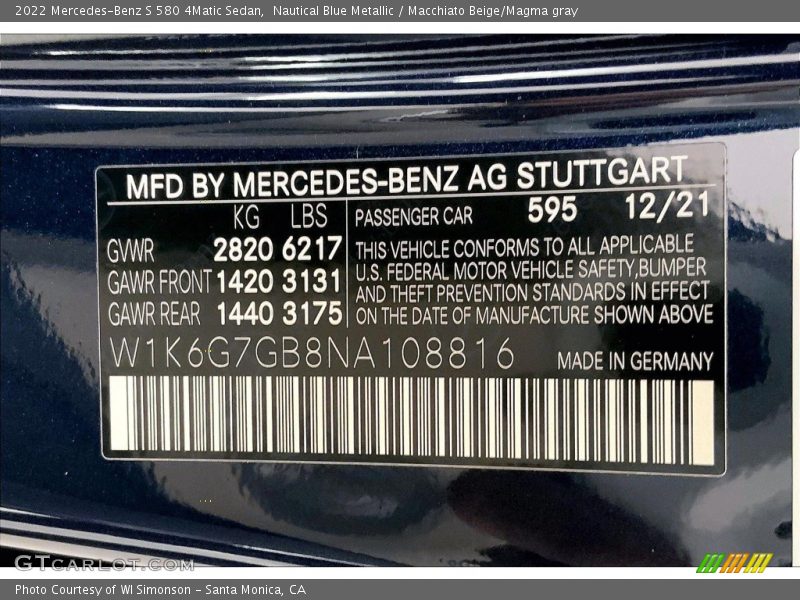 2022 Mercedes-Benz S 580 4Matic Sedan,  Nautical Blue Metallic / Macchiato Beige/Magma gray
MFD BY MERCEDES-BENZ AG STUTTGART
KG LBS
GVWR 2820 6217
GAWR FRONT 1420 3131
GAWR REAR 1440 3175
PASSENGER CAR 595 12/21
THIS VEHICLE CONFORMS TO ALL APPLICABLE
U.S. FEDERAL MOTOR VEHICLE SAFETY,BUMPER
AND THEFT PREVENTION STANDARDS IN EFFECT
ON THE DATE OF MANUFACTURE SHOWN ABOVE
W1K6G7GB8NA108816 MADE IN GERMANY
GTCARLOT.COM
Photo Courtesy of WI Simonson - Santa Monica, CA